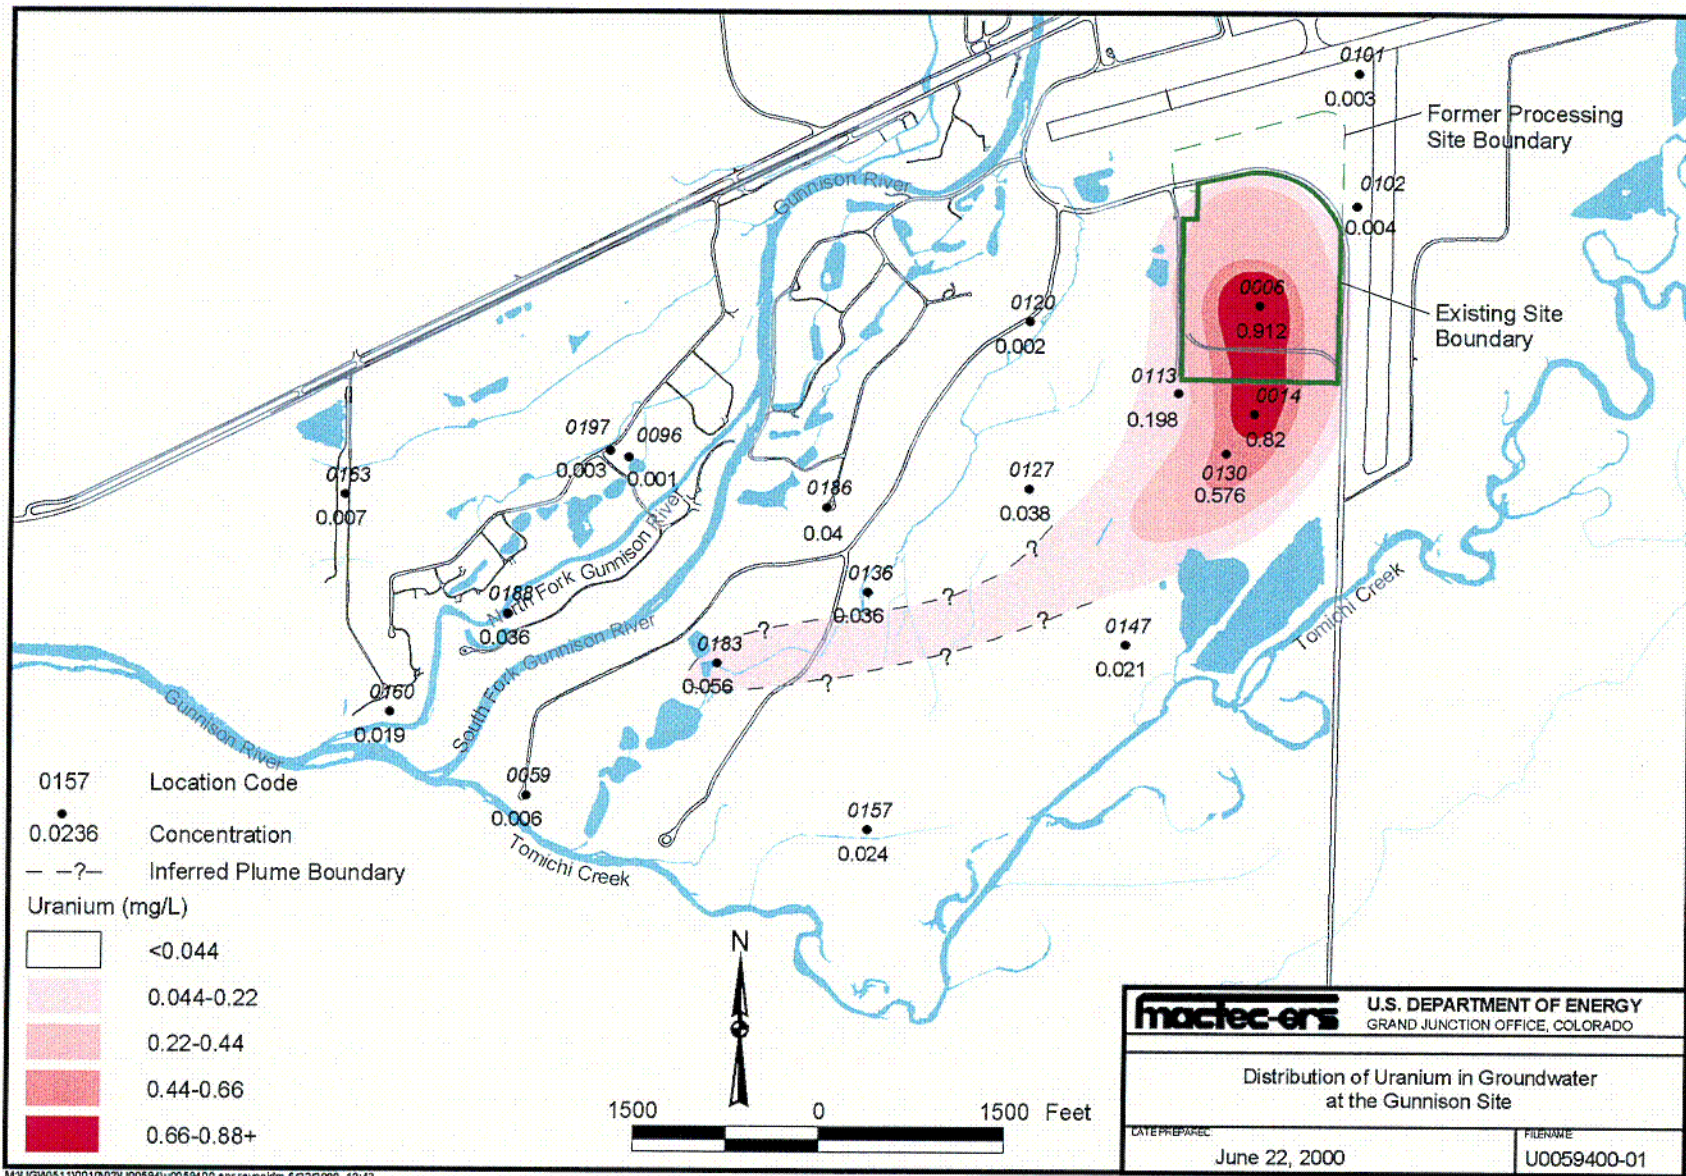 0101
0.003
Former Processing
Site Boundary
0102
0.004
Gunnison River
0006
0.912
Existing Site
Boundary
0120
0.002
0113
0.198
0014
0.82
0130
0.576
0197
0.003
0096
0.001
0163
0.007
0186
0.04
0127
0.038
?
0136
0.036
?
?
?
?
?
0188
0.036
North Fork Gunnison River
South Fork Gunnison River
0183
0.056
0147
0.021
Tomichi Creek
0160
0.019
Gunnison River
0059
0.006
Tomichi Creek
0157
0.024
0157
Location Code
0.0236
Concentration
— —?— Inferred Plume Boundary
Uranium (mg/L)
<0.044
0.044-0.22
0.22-0.44
0.44-0.66
0.66-0.88+
N
1500 0 1500 Feet
mactec-ers
U.S. DEPARTMENT OF ENERGY
GRAND JUNCTION OFFICE, COLORADO
Distribution of Uranium in Groundwater
at the Gunnison Site
DATE PREPARED:
June 22, 2000
FILENAME:
U0059400-01